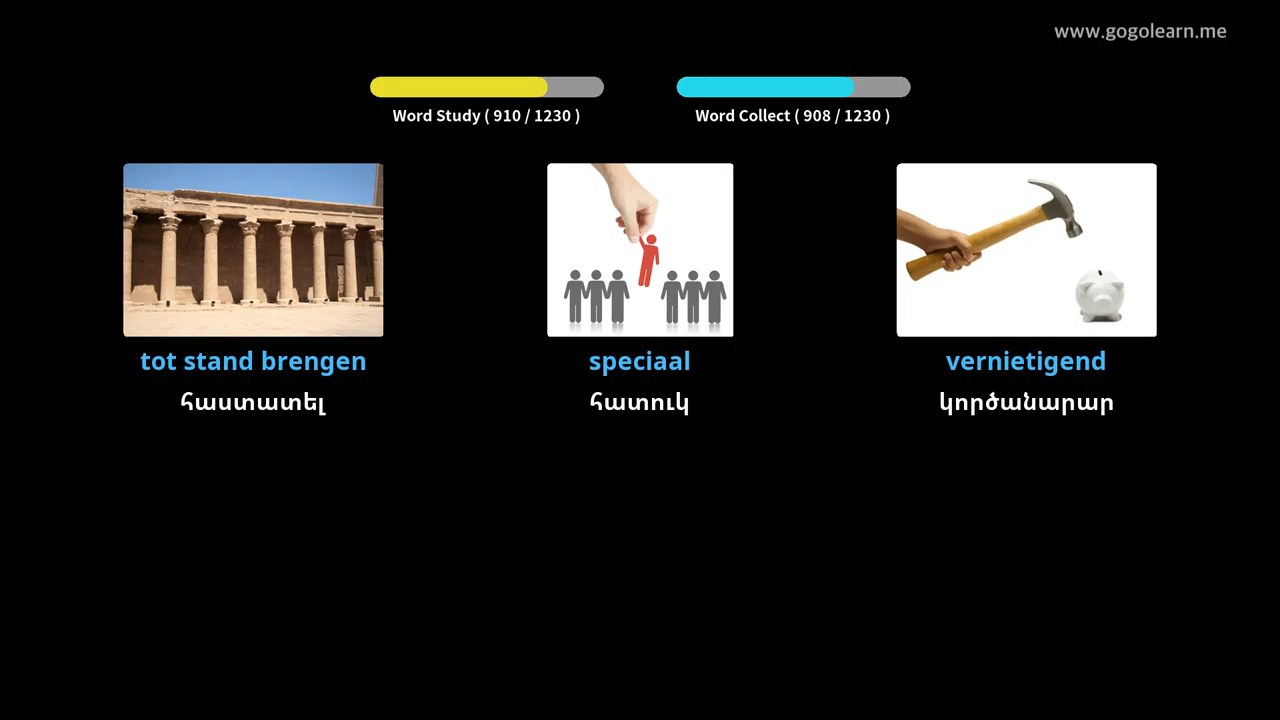 www.gogolearn.me
Word Study ( 910 / 1230 )
Word Collect ( 908 / 1230 )
tot stand brengen
speciaal
vernietigend
հաստատել
հատուկ
կործանարար